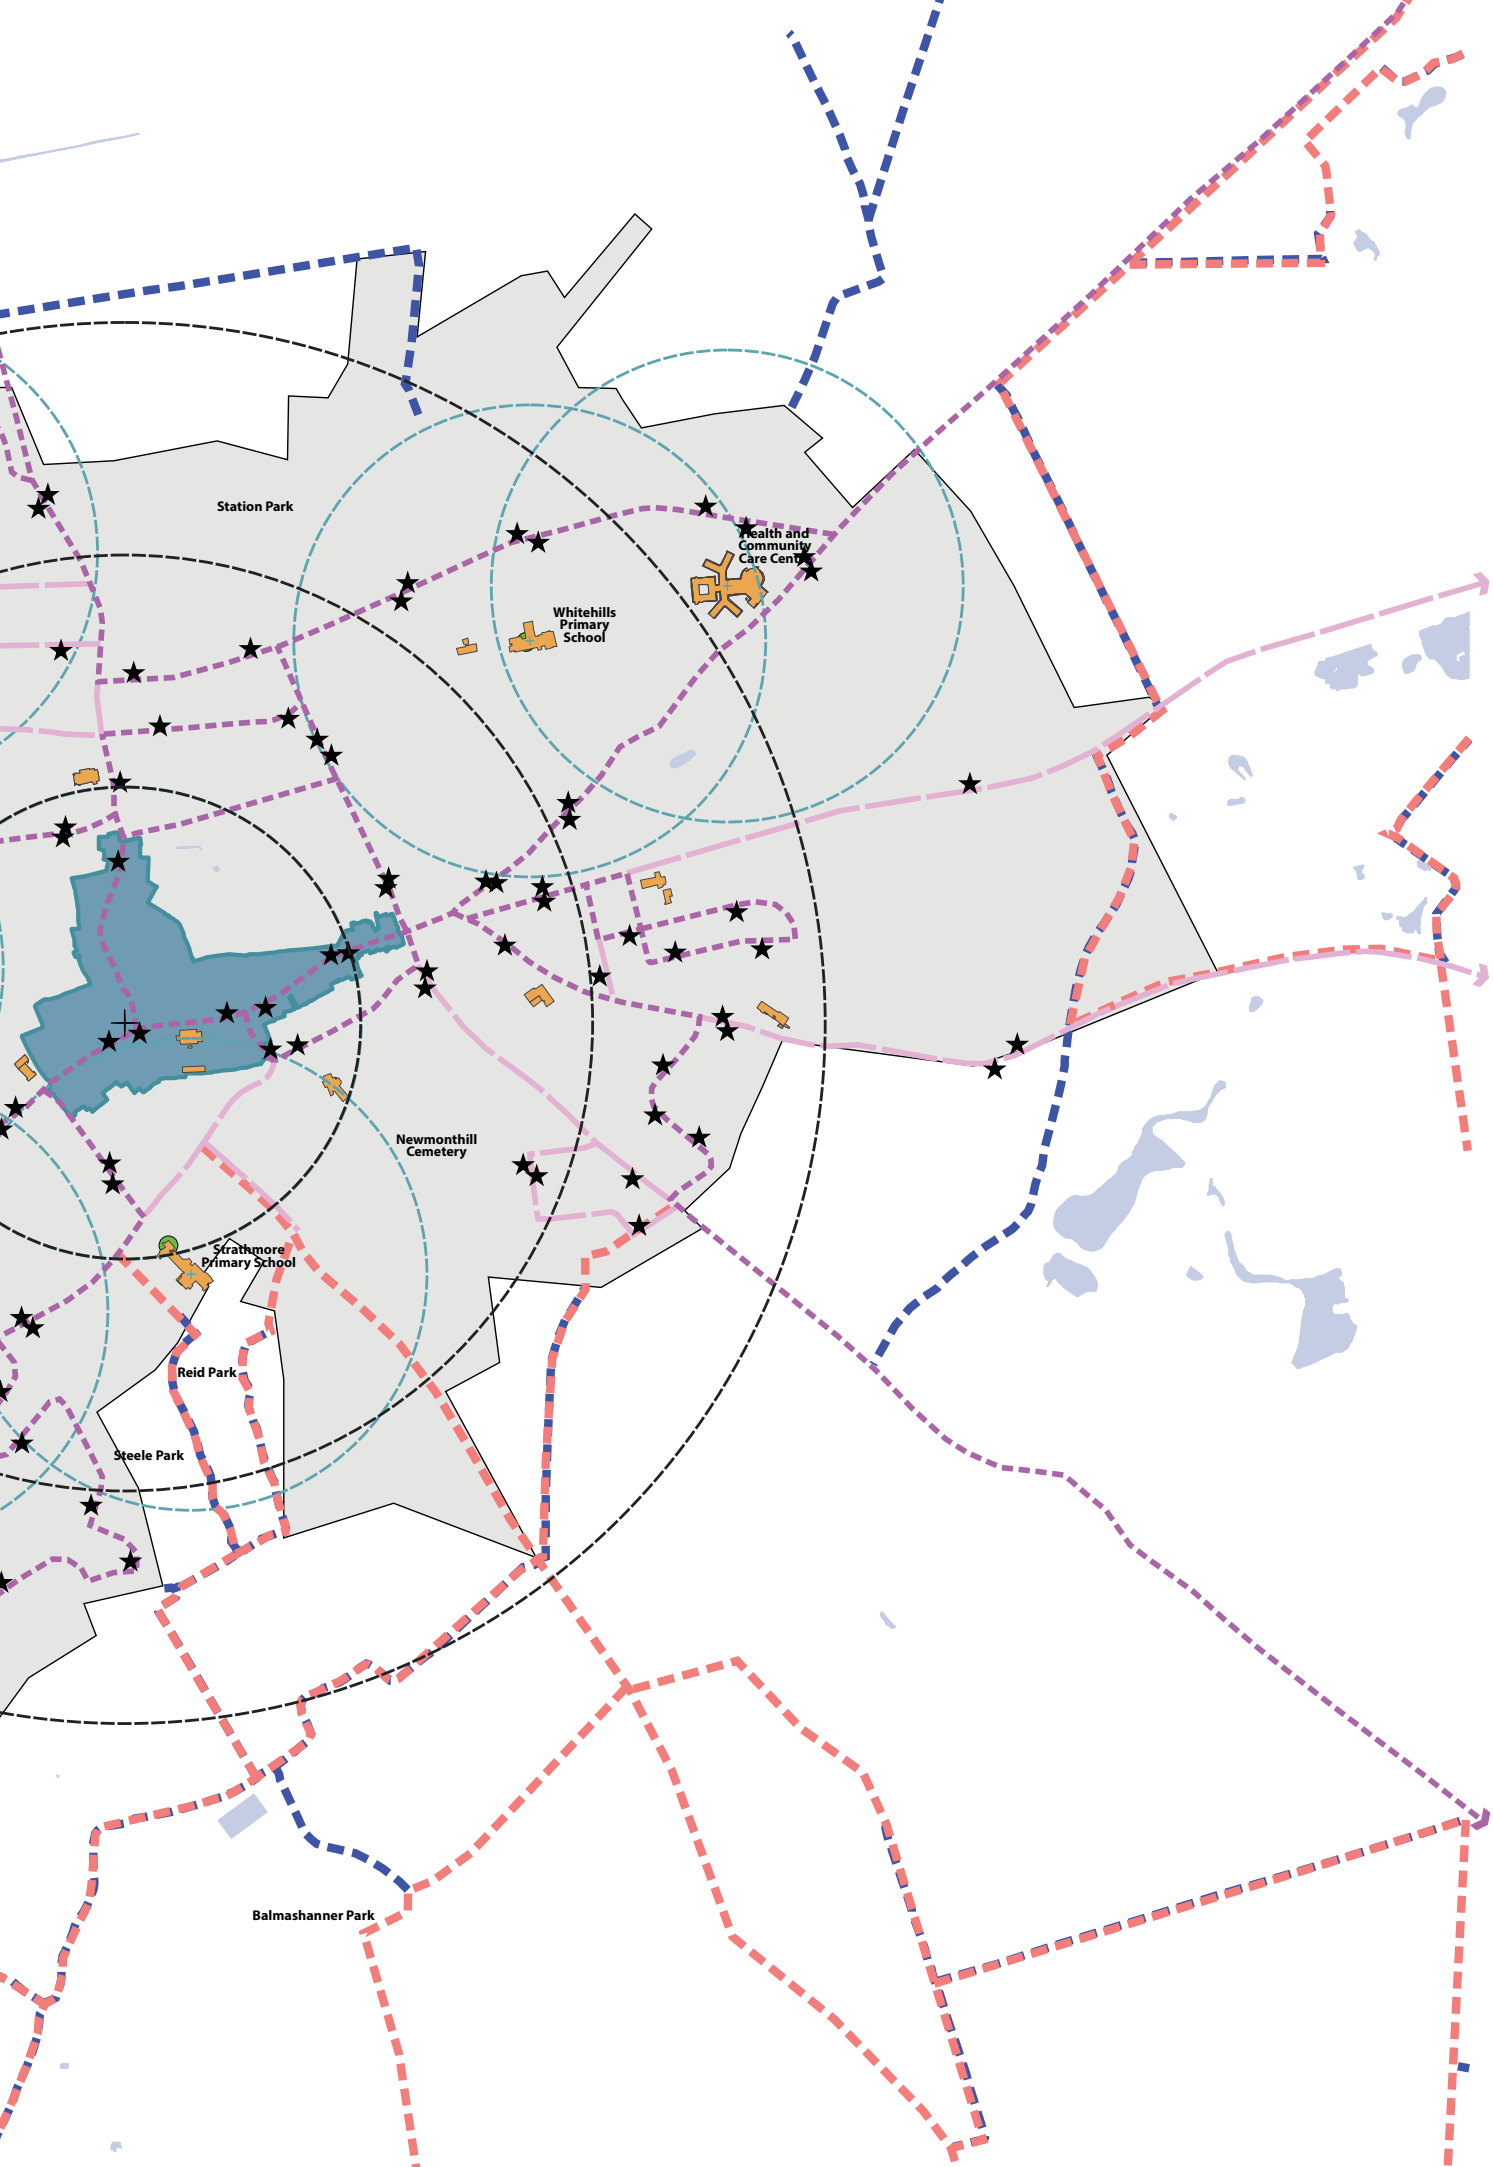 Station Park
Health and
Community
Care Centre
Whitehills
Primary
School
Newmonthill
Cemetery
Strathmore
Primary School
Reid Park
Steele Park
Balmashanner Park